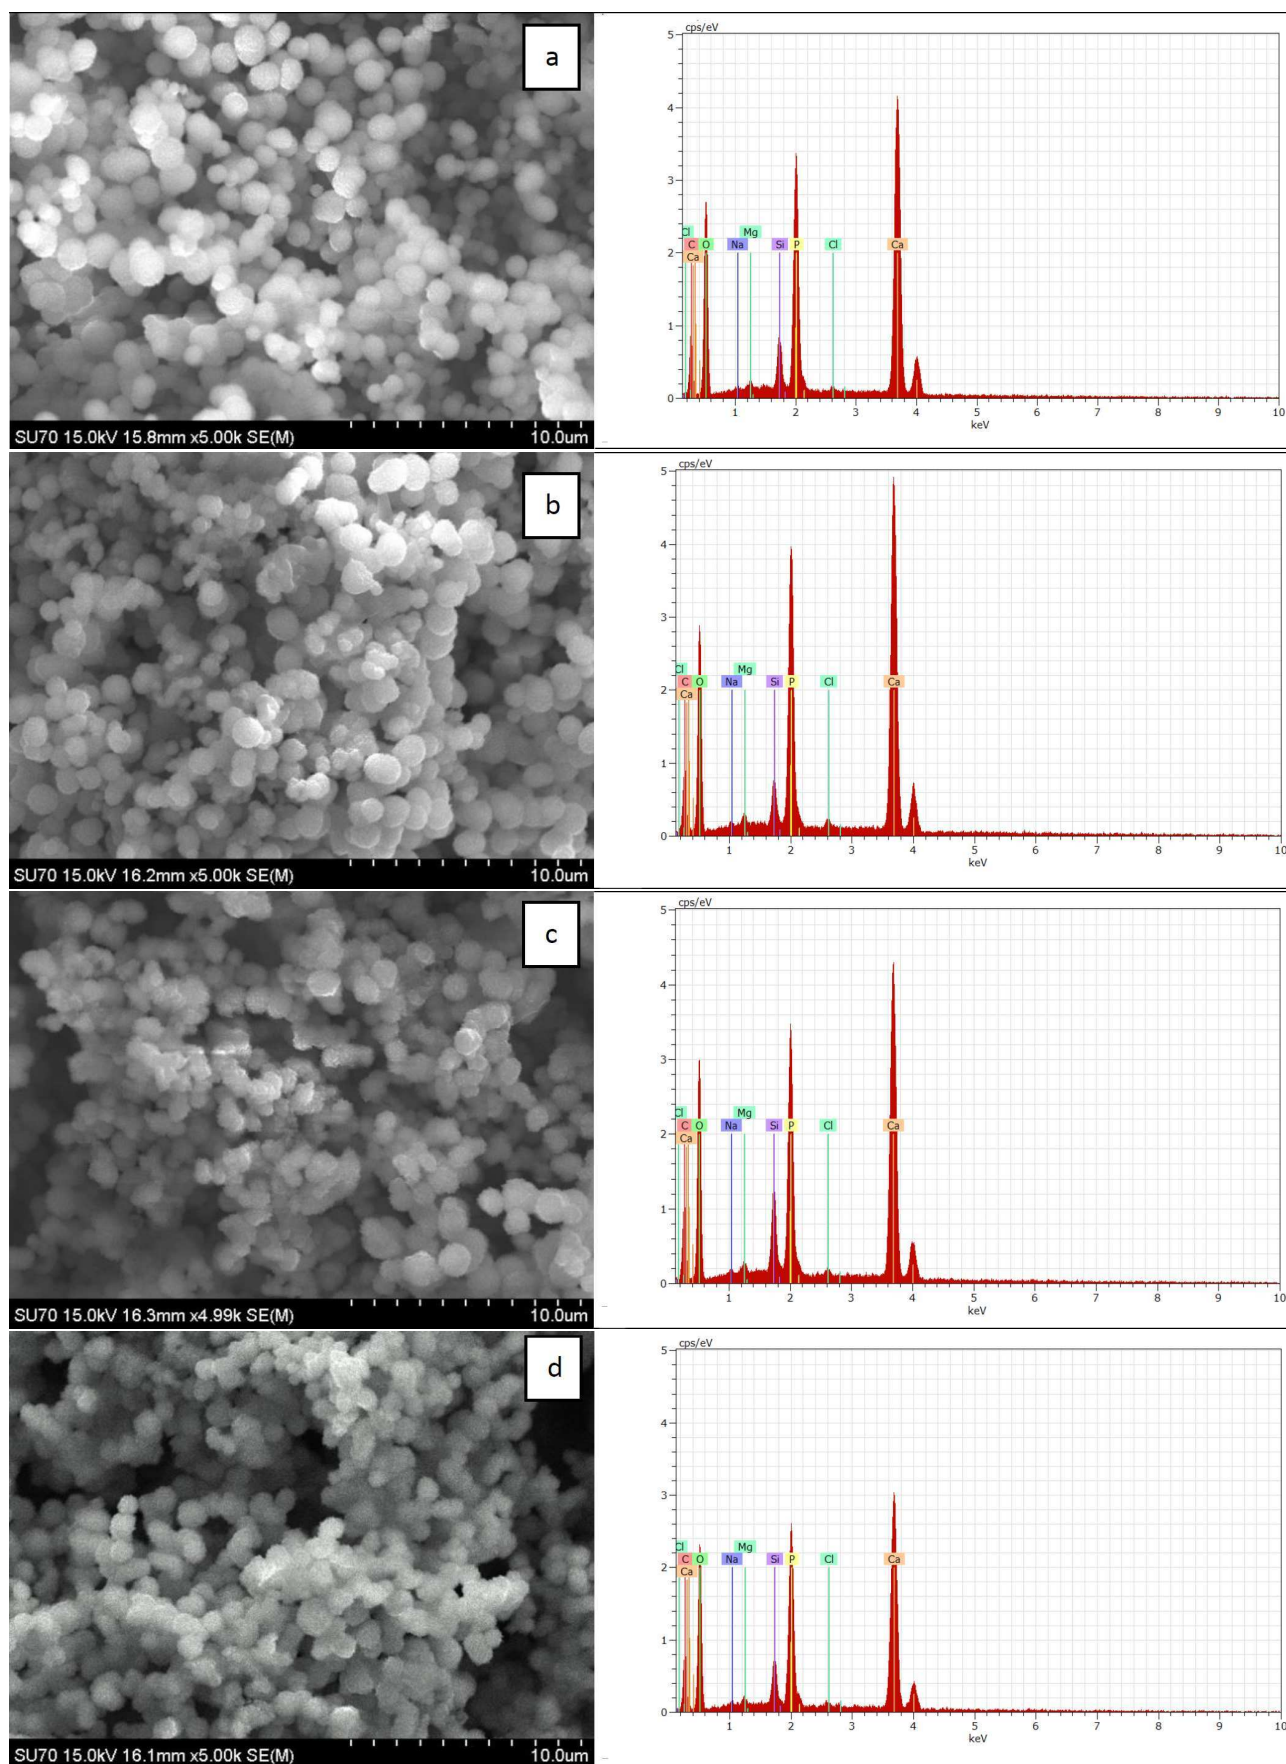 a
SU70 15.0kV 15.8mm x5.00k SE(M) 10.0um
cps/eV
5
4
3
2
1
0
Cl Mg
C O Na Si P Cl Ca
Ca
1 2 3 4 5 6 7 8 9 10
keV
b
SU70 15.0kV 16.2mm x5.00k SE(M) 10.0um
cps/eV
5
4
3
2
1
0
Cl Mg
C O Na Si P Cl Ca
Ca
1 2 3 4 5 6 7 8 9 10
keV
c
SU70 15.0kV 16.3mm x4.99k SE(M) 10.0um
cps/eV
5
4
3
2
1
0
Cl Mg
C O Na Si P Cl Ca
Ca
1 2 3 4 5 6 7 8 9 10
keV
d
SU70 15.0kV 16.1mm x5.00k SE(M) 10.0um
cps/eV
5
4
3
2
1
0
Cl Mg
C O Na Si P Cl Ca
Ca
1 2 3 4 5 6 7 8 9 10
keV